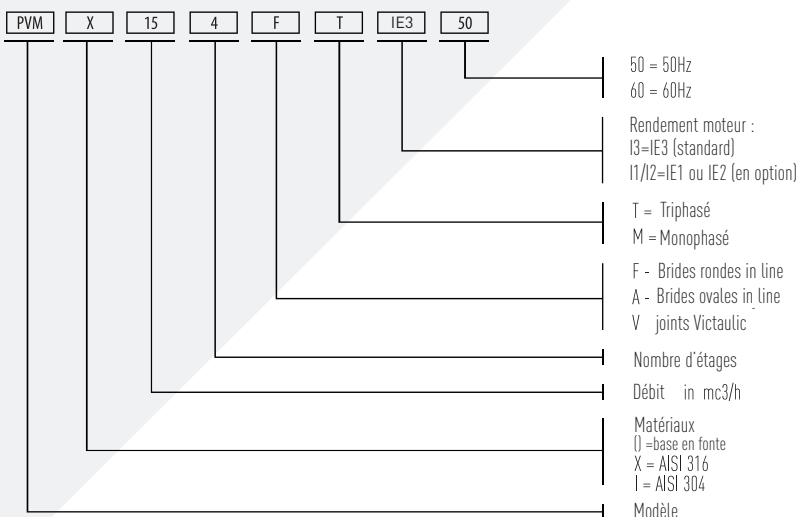 PVM X 15 4 F T IE3 50
50 = 50Hz
60 = 60Hz
Rendement moteur :
I3=IE3 (standard)
I1/I2=IE1 ou IE2 (en option)
T = Triphasé
M = Monophasé
F - Brides rondes in line
A - Brides ovales in line
V joints Victaulic
Nombre d'étages
Débit in mc3/h
Matériaux
() =base en fonte
X = AISI 316
I = AISI 304
Modèle